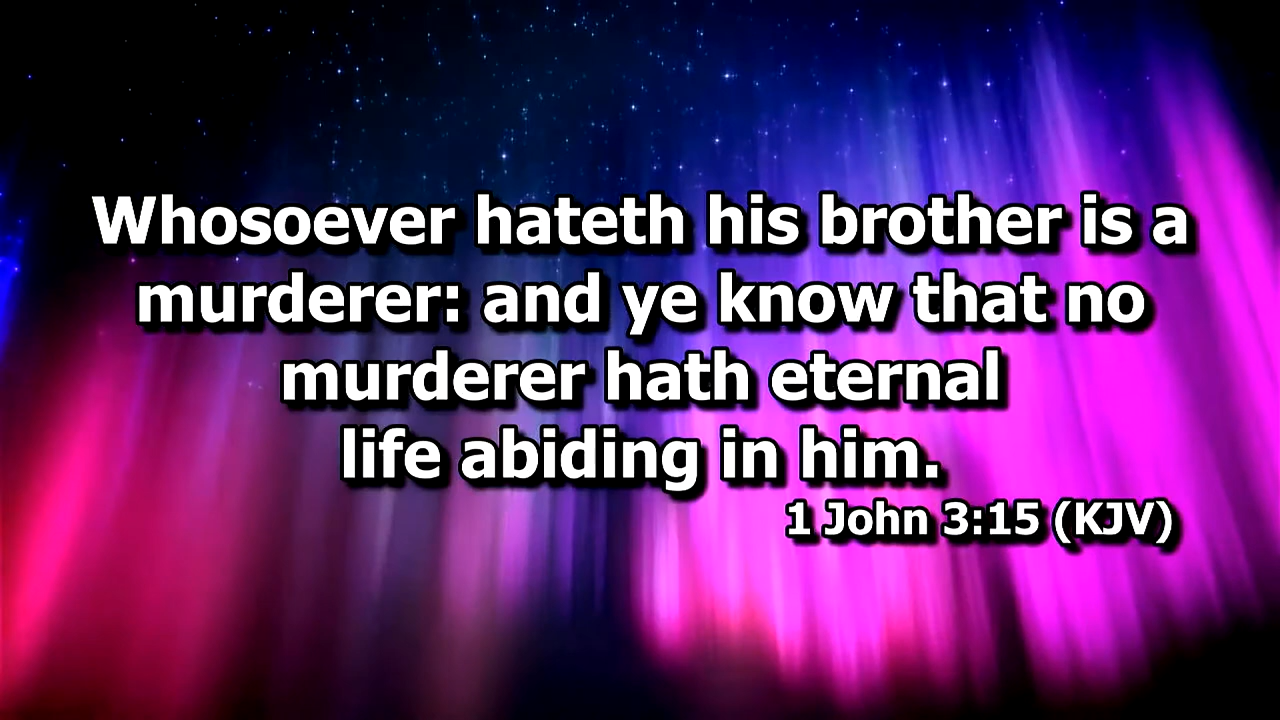 Whosoever hateth his brother is a
murderer: and ye know that no
murderer hath eternal
life abiding in him.
1 John 3:15 (KJV)